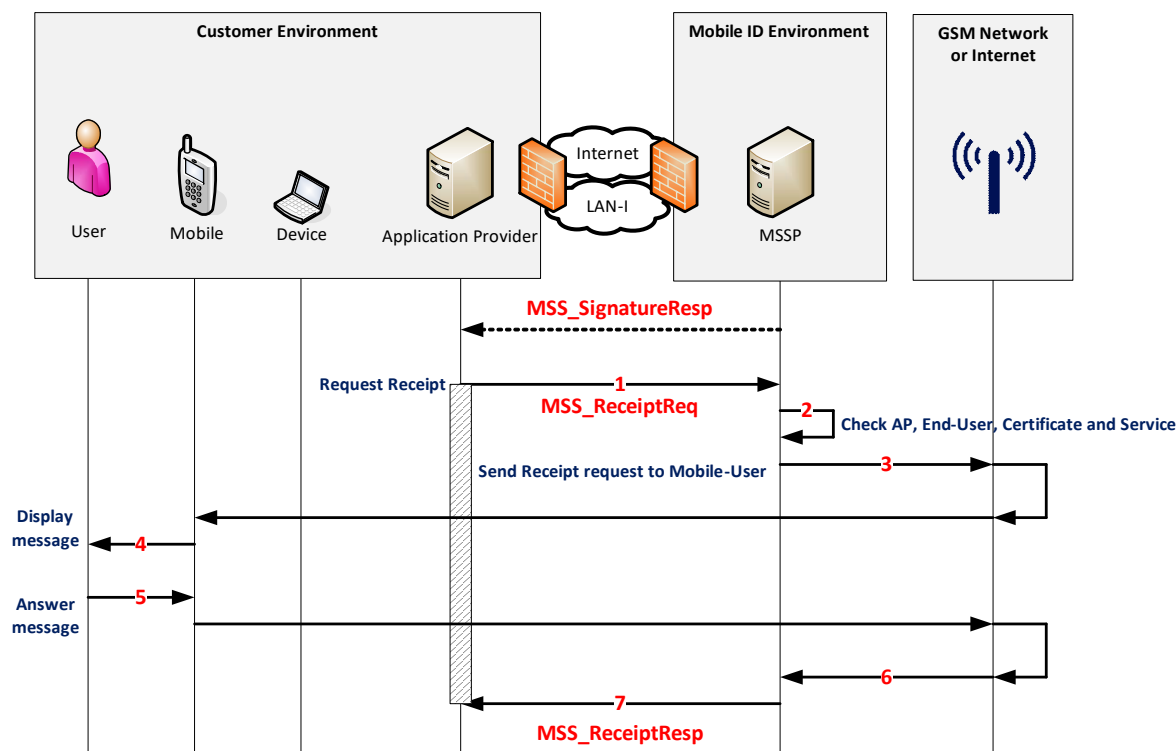 Customer Environment
Mobile ID Environment
GSM Network
or Internet
Internet
LAN-I
User
Mobile
Device
Application Provider
MSSP
MSS_SignatureResp
Request Receipt
1
MSS_ReceiptReq
2
Check AP, End-User, Certificate and Service
Send Receipt request to Mobile-User
3
Display
message
4
5
Answer
message
6
7
MSS_ReceiptResp